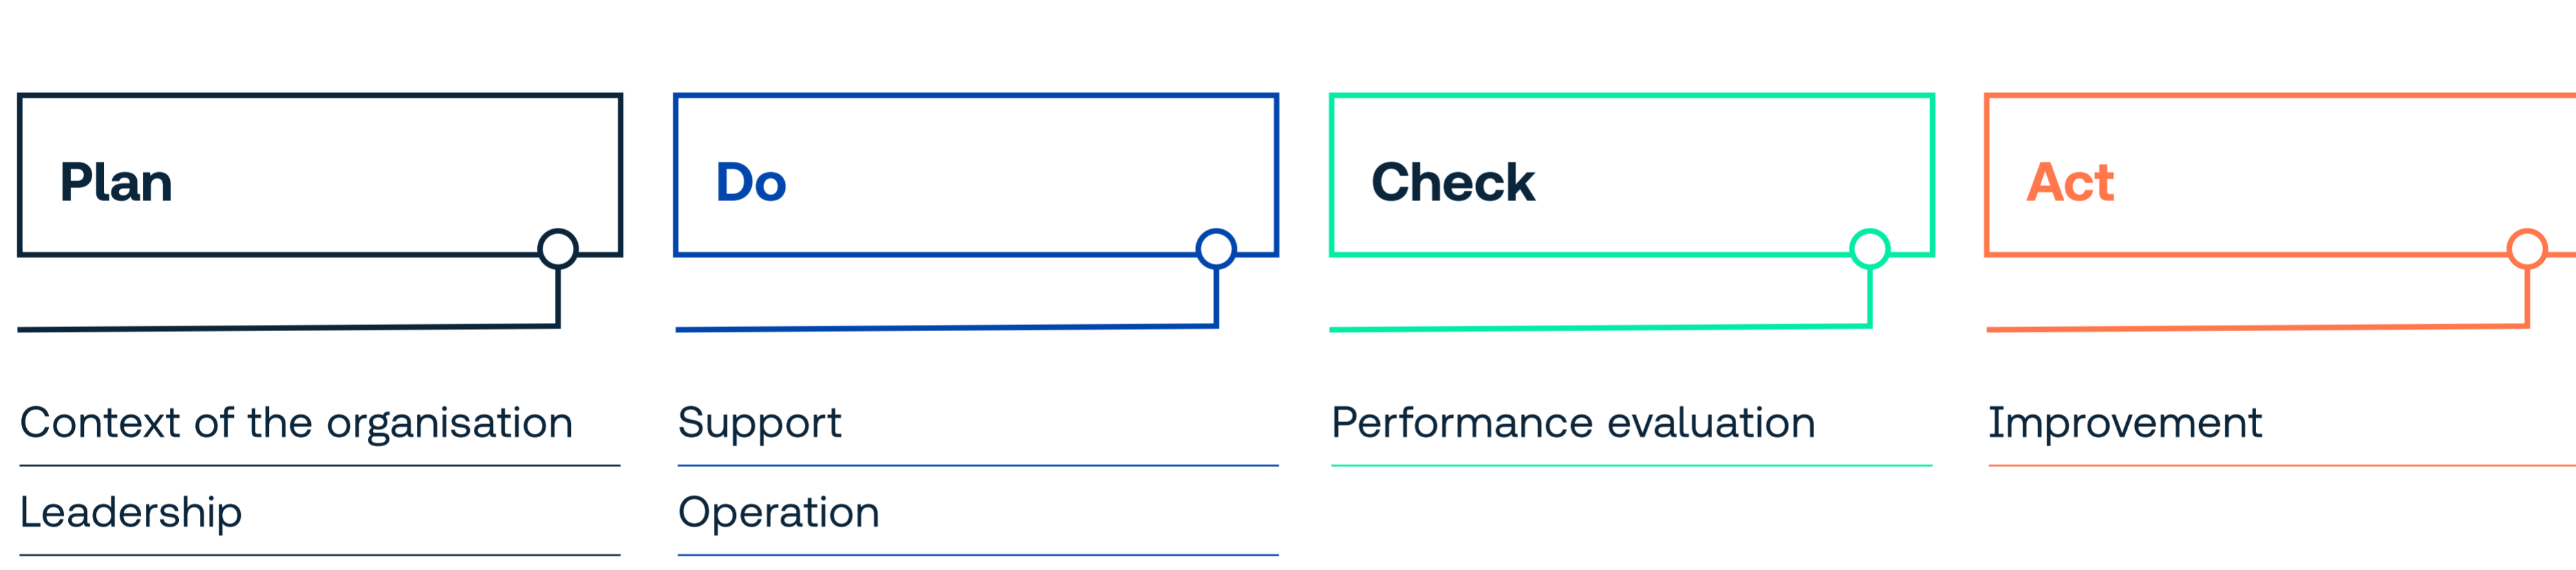 Plan
Do
Check
Act
Context of the organisation
Support
Performance evaluation
Improvement
Leadership
Operation